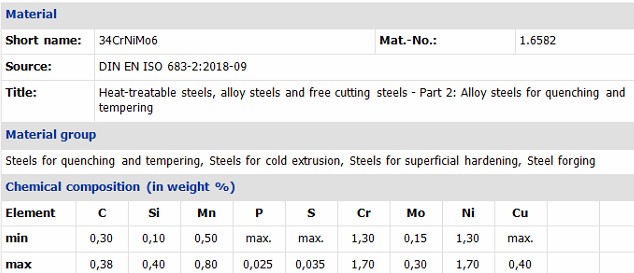 Material
Short name: 34CrNiMo6 Mat.-No.: 1.6582
Source: DIN EN ISO 683-2:2018-09
Title: Heat-treatable steels, alloy steels and free cutting steels - Part 2: Alloy steels for quenching and
tempering
Material group
Steels for quenching and tempering, Steels for cold extrusion, Steels for superficial hardening, Steel forging
Chemical composition (in weight %)
Element C Si Mn P S Cr Mo Ni Cu
min 0,30 0,10 0,50 max. max. 1,30 0,15 1,30 max.
max 0,38 0,40 0,80 0,025 0,035 1,70 0,30 1,70 0,40